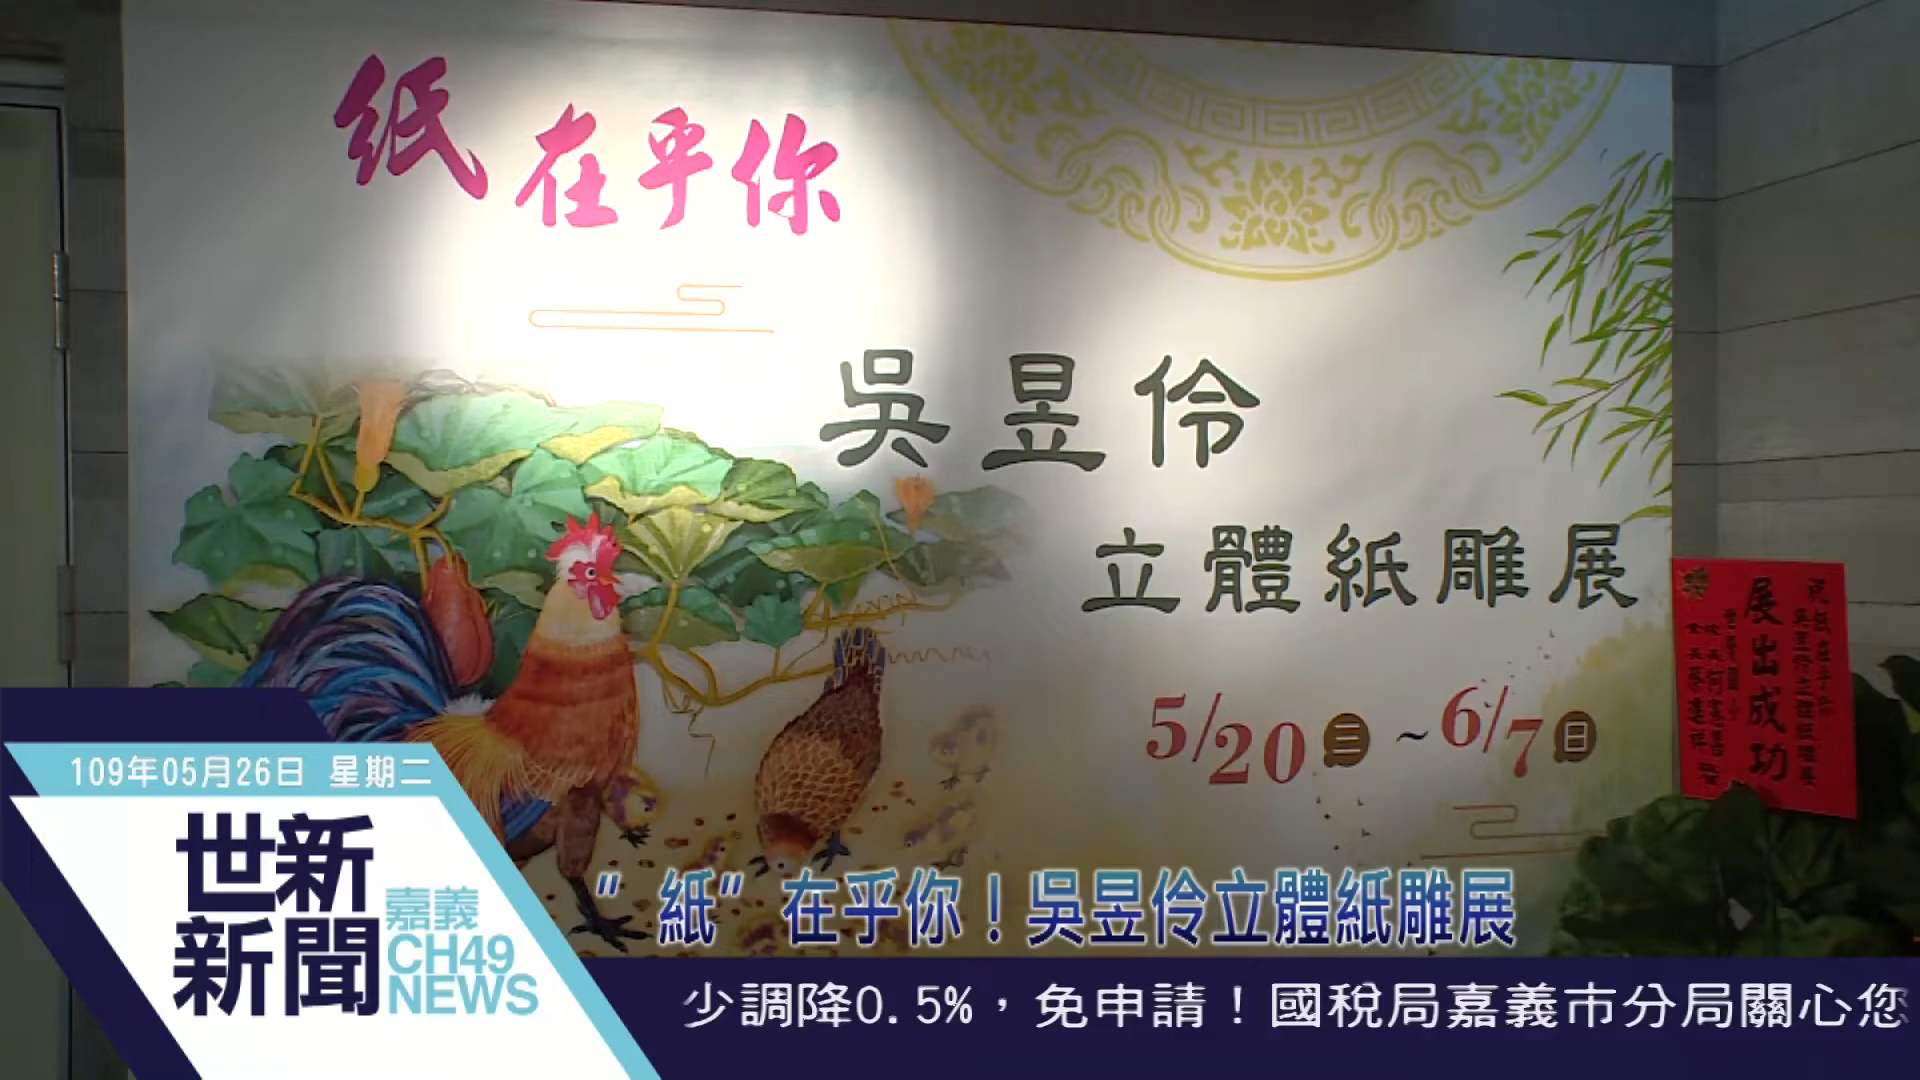 紙在乎你
吳昱伶
立體紙雕展
5/20 三 ~ 6/7 日
展出成功
109年05月26日 星期二
世新
新聞
嘉義
CH49
NEWS
"紙"在乎你！吳昱伶立體紙雕展
少調降0.5%，免申請！國稅局嘉義市分局關心您